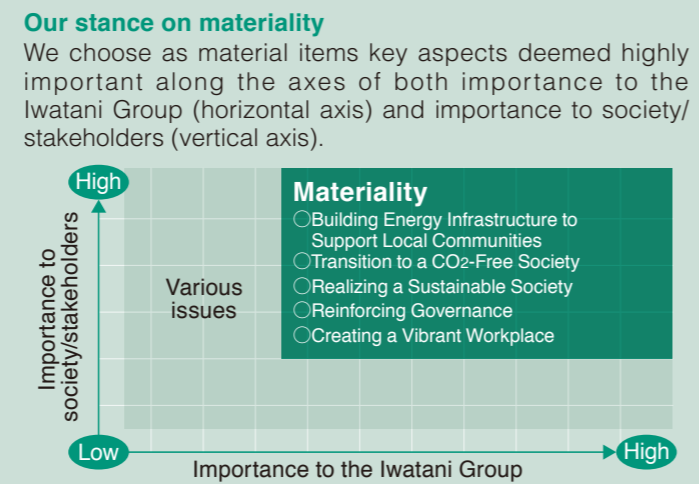 Our stance on materiality
We choose as material items key aspects deemed highly
important along the axes of both importance to the
Iwatani Group (horizontal axis) and importance to society/
stakeholders (vertical axis).
High
Importance to
society/stakeholders
Various
issues
Materiality
○Building Energy Infrastructure to
Support Local Communities
○Transition to a CO2-Free Society
○Realizing a Sustainable Society
○Reinforcing Governance
○Creating a Vibrant Workplace
Low
High
Importance to the Iwatani Group